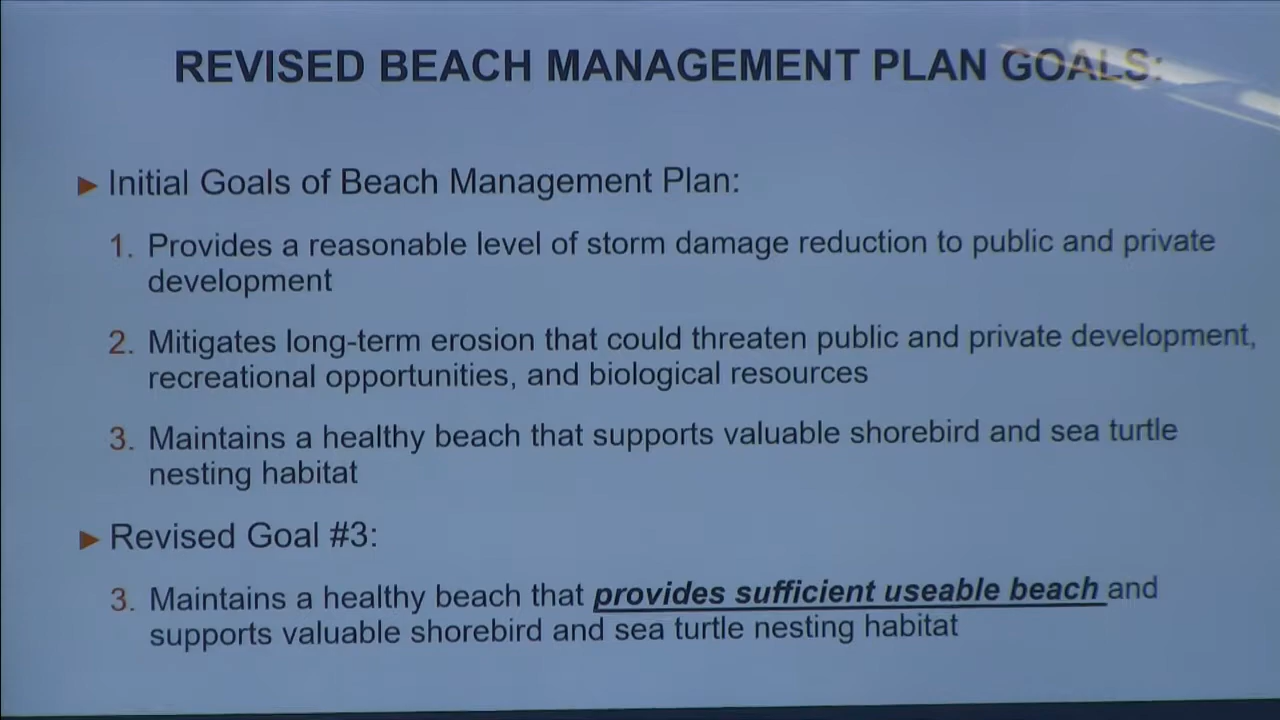 REVISED BEACH MANAGEMENT PLAN GOALS:
► Initial Goals of Beach Management Plan:
1. Provides a reasonable level of storm damage reduction to public and private
development
2. Mitigates long-term erosion that could threaten public and private development,
recreational opportunities, and biological resources
3. Maintains a healthy beach that supports valuable shorebird and sea turtle
nesting habitat
► Revised Goal #3:
3. Maintains a healthy beach that provides sufficient useable beach and
supports valuable shorebird and sea turtle nesting habitat